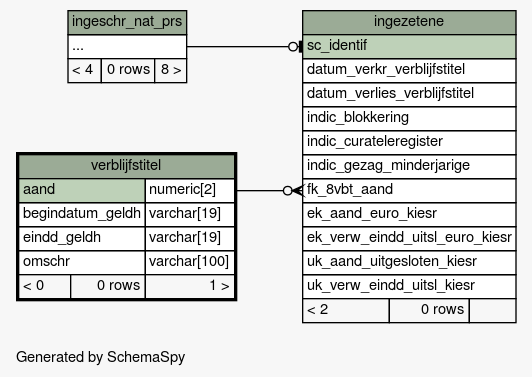 ingeschr_nat_prs
...
< 4 0 rows 8 >
ingezetene
sc_identif
datum_verkr_verblijfstitel
datum_verlies_verblijfstitel
indic_blokkering
indic_curateleregister
indic_gezag_minderjarige
fk_8vbt_aand
ek_aand_euro_kiesr
ek_verw_eindd_uitsl_euro_kiesr
uk_aand_uitgesloten_kiesr
uk_verw_eindd_uitsl_kiesr
< 2 0 rows
verblijfstitel
aand numeric[2]
begindatum_geldh varchar[19]
eindd_geldh varchar[19]
omschr varchar[100]
< 0 0 rows 1 >
Generated by SchemaSpy